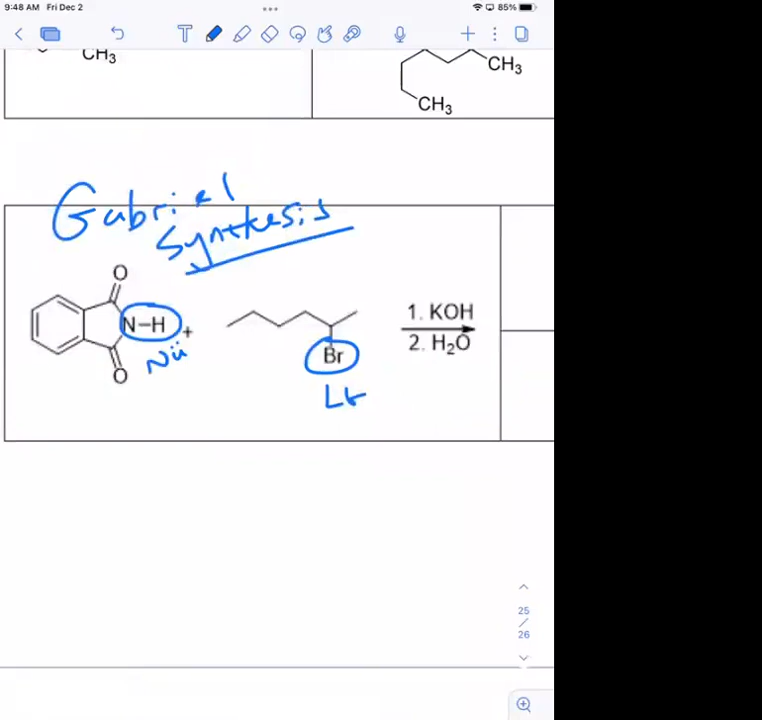 9:48 AM Fri Dec 2
85%
T
CH3
CH3
CH3
Gabriel
Synthesis
O
N-H
+
Nü
O
Br
LG
1. KOH
2. H2O
25
/
26